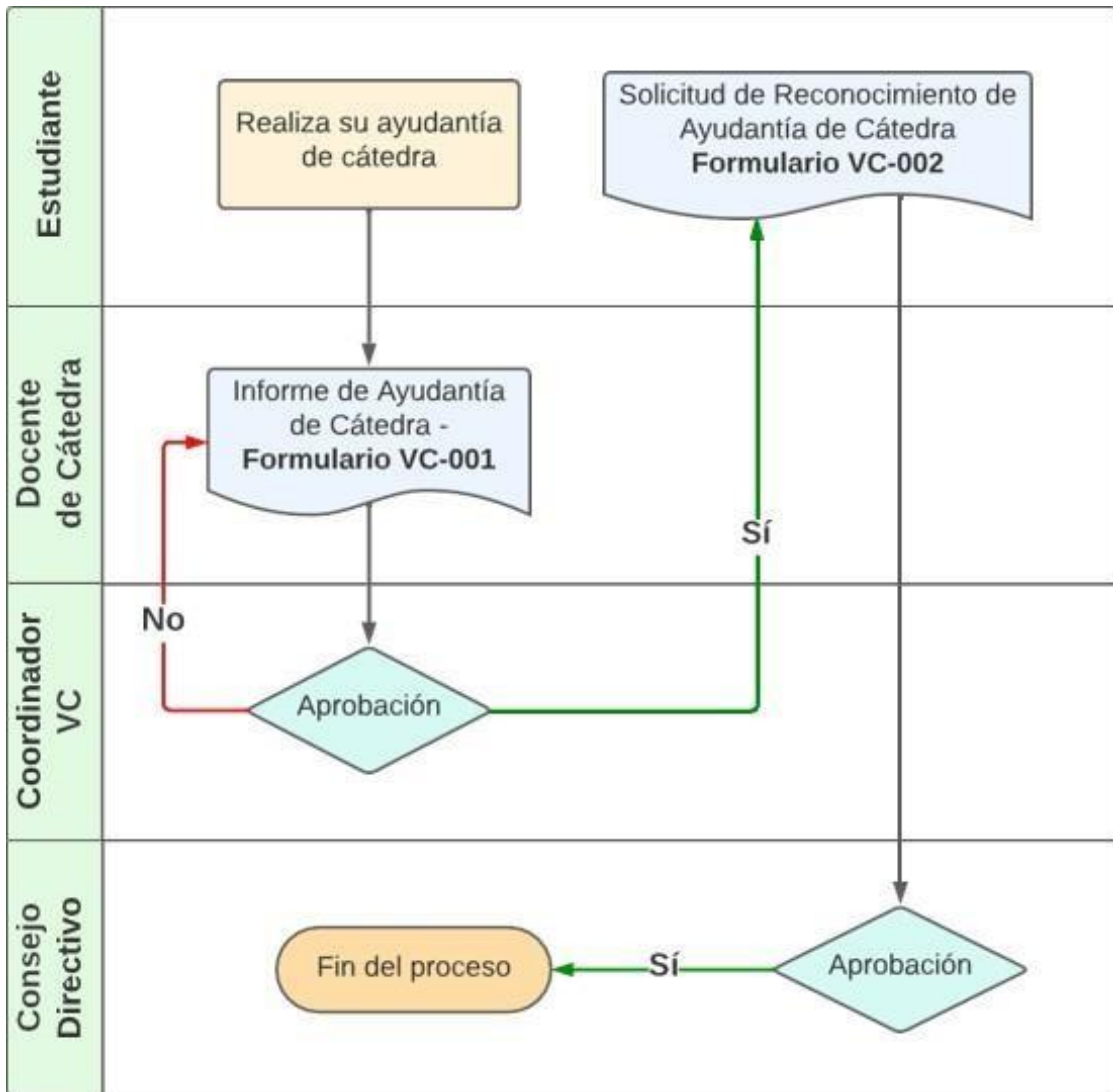 Estudiante
Realiza su ayudantía
de cátedra
Solicitud de Reconocimiento de
Ayudantía de Cátedra
Formulario VC-002
Docente
de Cátedra
Informe de Ayudantía
de Cátedra -
Formulario VC-001
Sí
No
Coordinador
VC
Aprobación
Consejo
Directivo
Fin del proceso
Sí
Aprobación